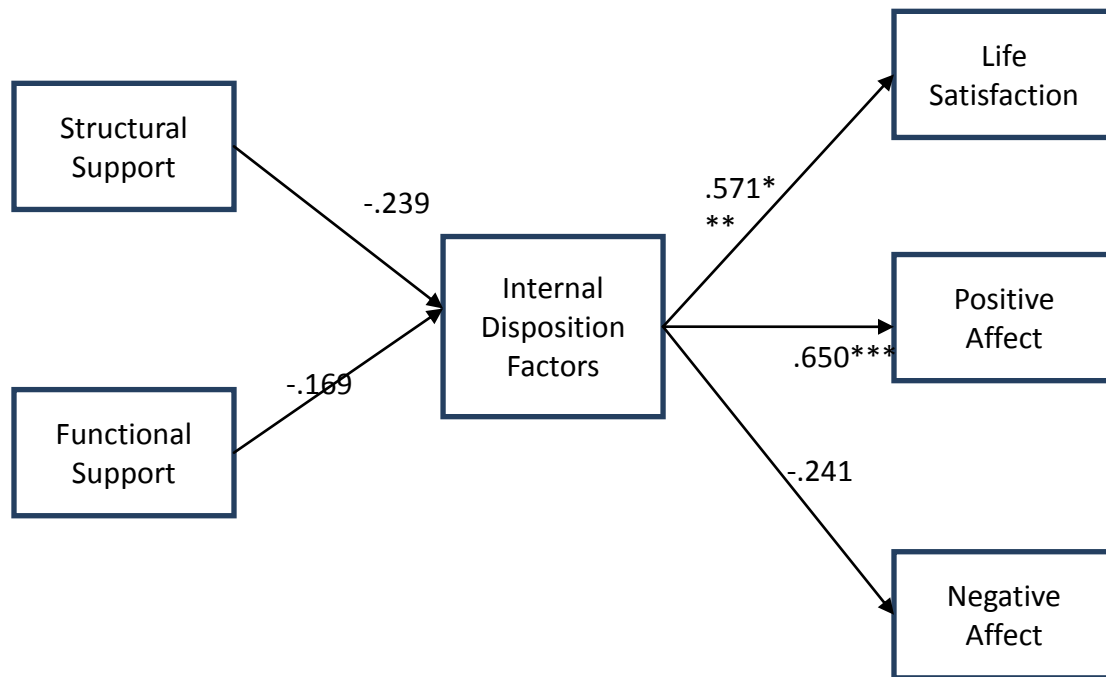 Structural
Support
Functional
Support
-.239
-.169
Internal
Disposition
Factors
.571*
**
.650***
-.241
Life
Satisfaction
Positive
Affect
Negative
Affect